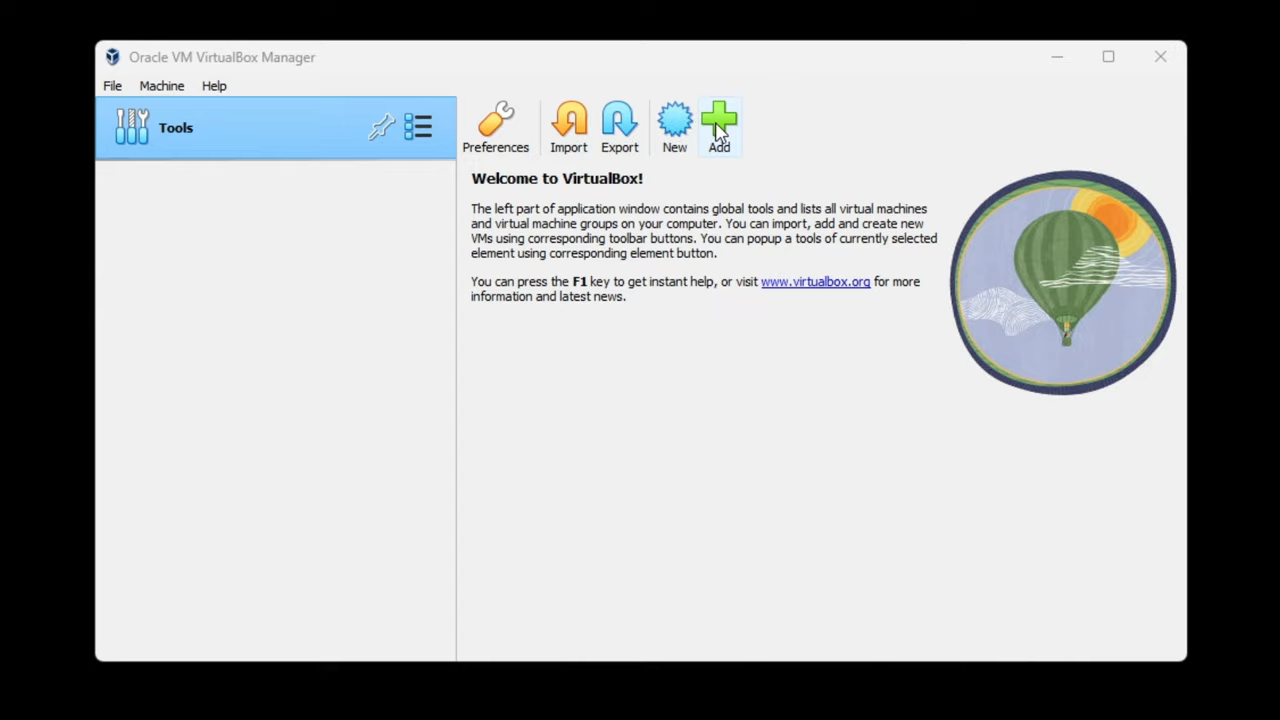 Oracle VM VirtualBox Manager
File Machine Help
Tools
Preferences Import Export New Add
Welcome to VirtualBox!
The left part of application window contains global tools and lists all virtual machines
and virtual machine groups on your computer. You can import, add and create new
VMs using corresponding toolbar buttons. You can popup a tools of currently selected
element using corresponding element button.
You can press the F1 key to get instant help, or visit www.virtualbox.org for more
information and latest news.